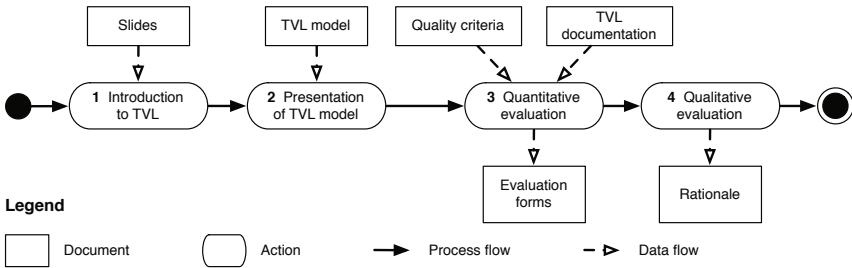 Slides
TVL model
Quality criteria
TVL
documentation
1 Introduction
to TVL
2 Presentation
of TVL model
3 Quantitative
evaluation
4 Qualitative
evaluation
Evaluation
forms
Rationale
Legend
Document
Action
Process flow
Data flow